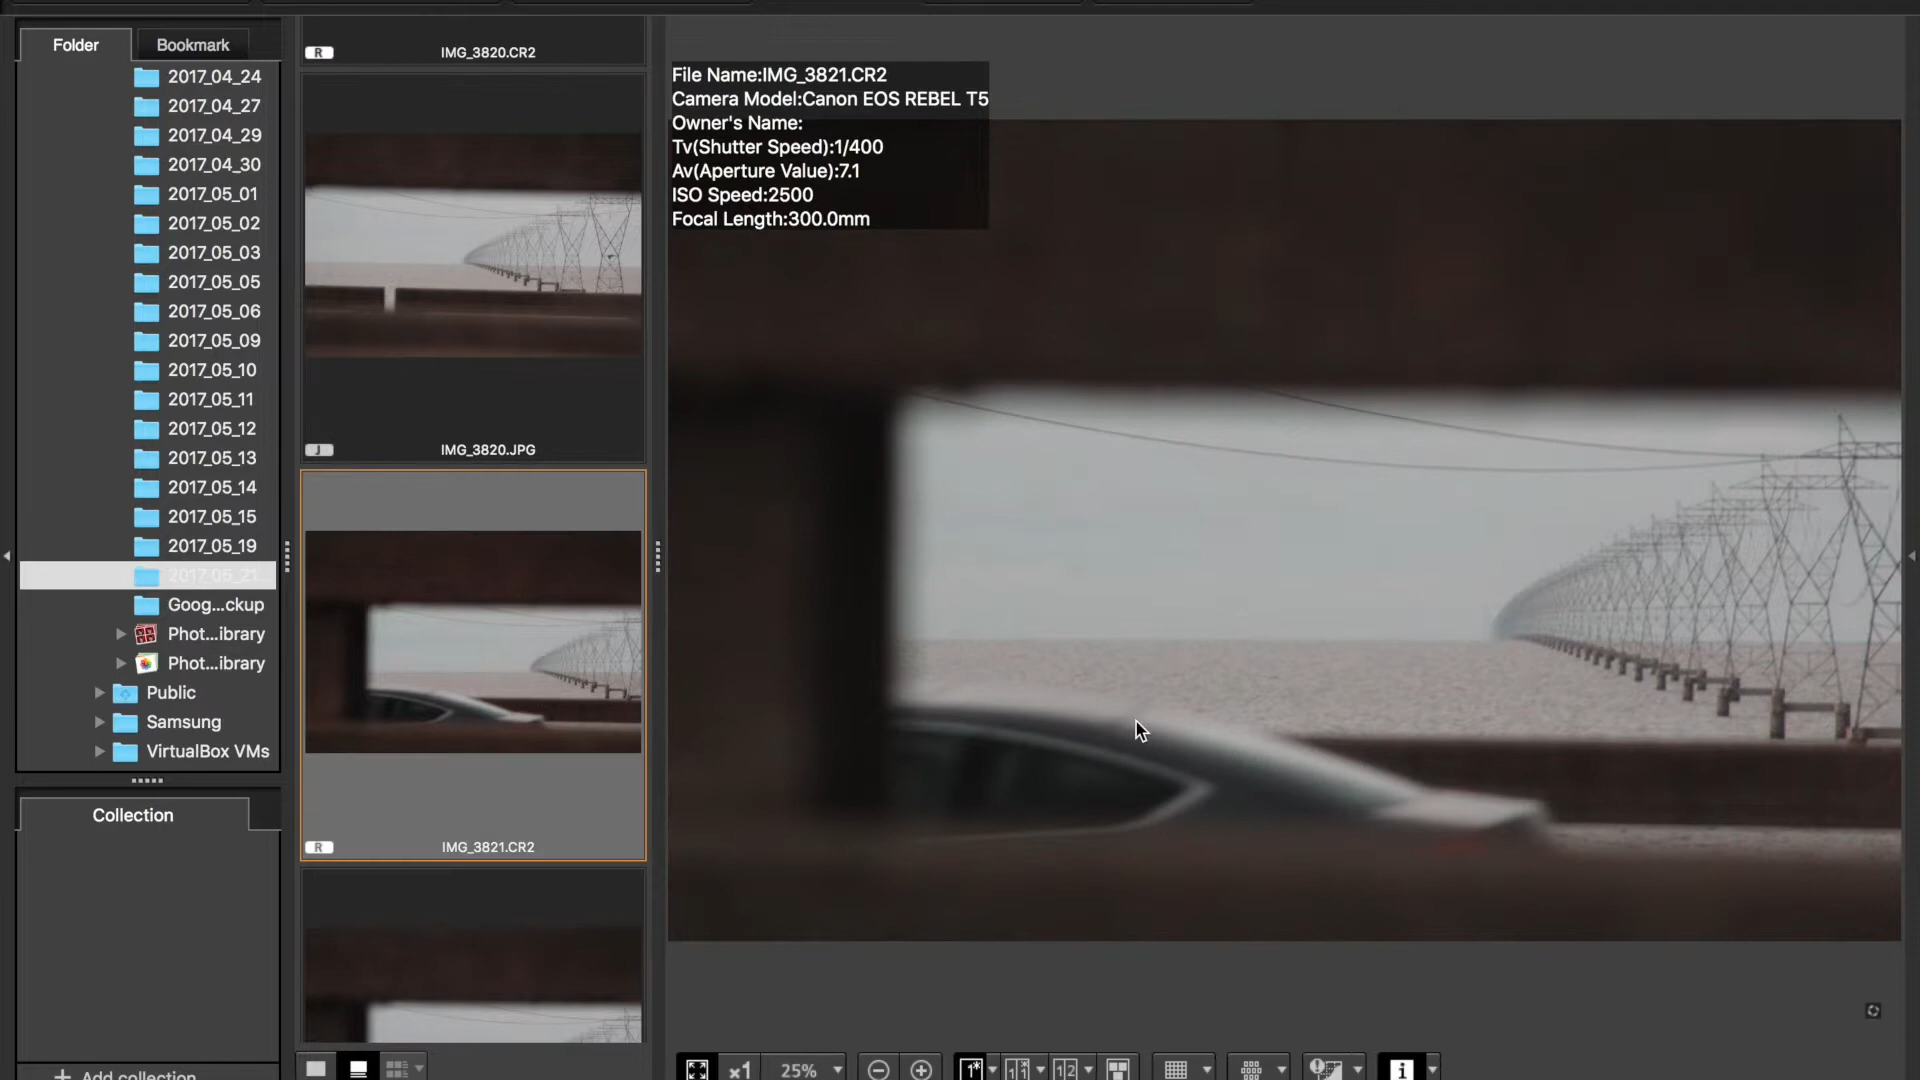 Folder
Bookmark
2017_04_24
2017_04_27
2017_04_29
2017_04_30
2017_05_01
2017_05_02
2017_05_03
2017_05_05
2017_05_06
2017_05_09
2017_05_10
2017_05_11
2017_05_12
2017_05_13
2017_05_14
2017_05_15
2017_05_19
2017_05_21
Goog...ckup
Phot...ibrary
Phot...ibrary
Public
Samsung
VirtualBox VMs
Collection
Add collection
R
IMG_3820.CR2
J
IMG_3820.JPG
R
IMG_3821.CR2
File Name:IMG_3821.CR2
Camera Model:Canon EOS REBEL T5
Owner's Name:
Tv(Shutter Speed):1/400
Av(Aperture Value):7.1
ISO Speed:2500
Focal Length:300.0mm
x1
25%